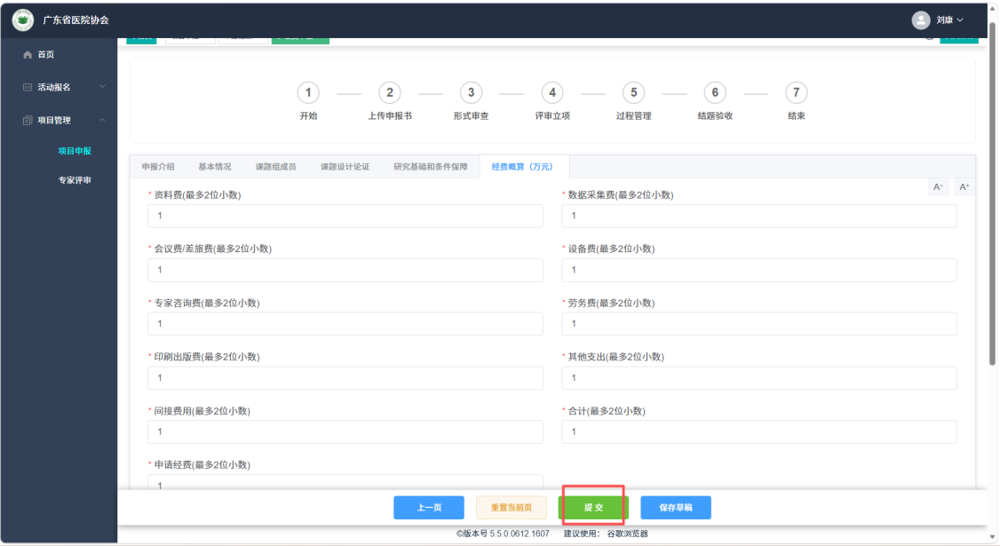 广东省医院协会
刘康
首页
活动报名
项目管理
项目申报
专家评审
1 2 3 4 5 6 7
开始 上传申报书 形式审查 评审立项 过程管理 结题验收 结束
申报介绍 基本情况 课题组成员 课题设计论证 研究基础和条件保障 经费概算（万元）
A⁻ A⁺
* 资料费(最多2位小数) * 数据采集费(最多2位小数)
1 1
* 会议费/差旅费(最多2位小数) * 设备费(最多2位小数)
1 1
* 专家咨询费(最多2位小数) * 劳务费(最多2位小数)
1 1
* 印刷出版费(最多2位小数) * 其他支出(最多2位小数)
1 1
* 间接费用(最多2位小数) * 合计(最多2位小数)
1 1
* 申请经费(最多2位小数)
1
上一页 重置当前页 提 交 保存草稿
©版本号 5.5.0.0612.1607 建议使用： 谷歌浏览器